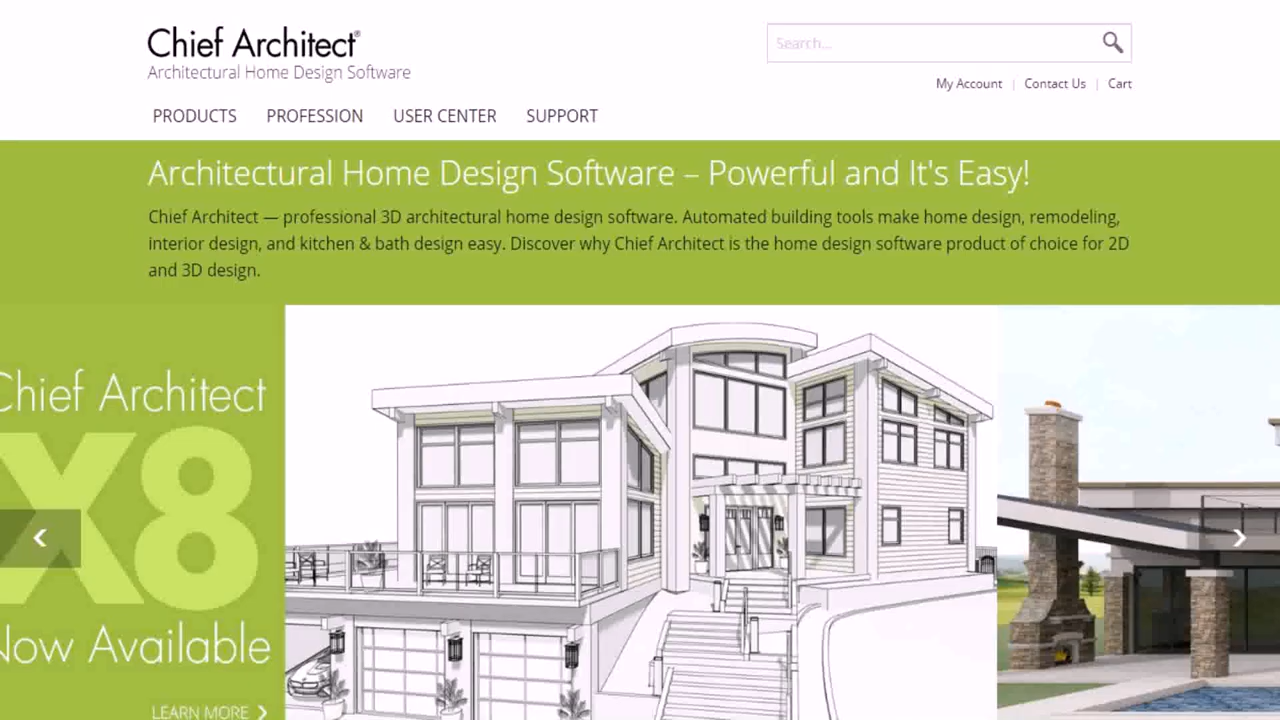 Chief Architect®
Architectural Home Design Software
Search...
My Account | Contact Us | Cart
PRODUCTS PROFESSION USER CENTER SUPPORT
Architectural Home Design Software – Powerful and It's Easy!
Chief Architect — professional 3D architectural home design software. Automated building tools make home design, remodeling,
interior design, and kitchen & bath design easy. Discover why Chief Architect is the home design software product of choice for 2D
and 3D design.
Chief Architect
X8
Now Available
LEARN MORE